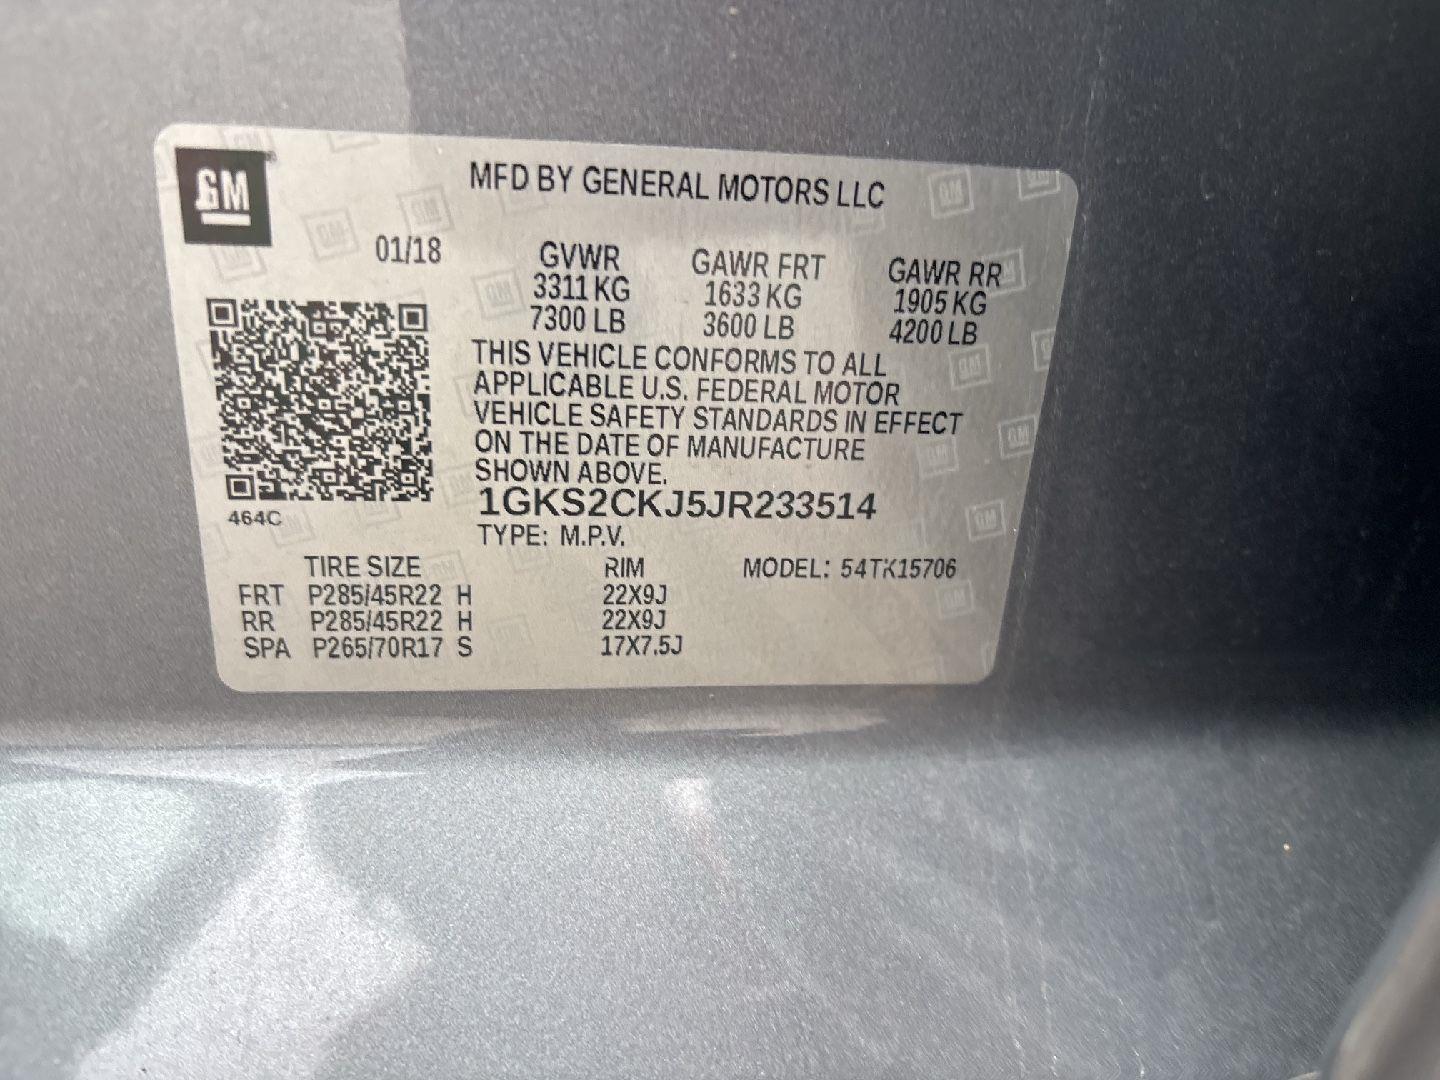 GM
MFD BY GENERAL MOTORS LLC
01/18
GVWR GAWR FRT GAWR RR
3311 KG 1633 KG 1905 KG
7300 LB 3600 LB 4200 LB
THIS VEHICLE CONFORMS TO ALL
APPLICABLE U.S. FEDERAL MOTOR
VEHICLE SAFETY STANDARDS IN EFFECT
ON THE DATE OF MANUFACTURE
SHOWN ABOVE.
1GKS2CKJ5JR233514
464C
TYPE: M.P.V.
TIRE SIZE RIM MODEL: 54TK15706
FRT P285/45R22 H 22X9J
RR P285/45R22 H 22X9J
SPA P265/70R17 S 17X7.5J